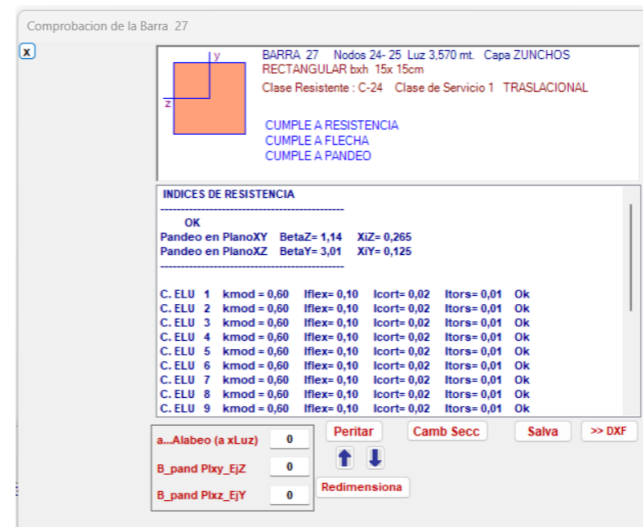 Comprobacion de la Barra 27
x
y
z
BARRA 27 Nodos 24- 25 Luz 3,570 mt. Capa ZUNCHOS
RECTANGULAR bxh 15x 15cm
Clase Resistente : C-24 Clase de Servicio 1 TRASLACIONAL
CUMPLE A RESISTENCIA
CUMPLE A FLECHA
CUMPLE A PANDEO
INDICES DE RESISTENCIA
-----------------------------------------------
OK
Pandeo en PlanoXY BetaZ= 1,14 XiZ= 0,265
Pandeo en PlanoXZ BetaY= 3,01 XiY= 0,125
-----------------------------------------------
C. ELU 1 kmod = 0,60 Iflex= 0,10 Icort= 0,02 Itors= 0,01 Ok
C. ELU 2 kmod = 0,60 Iflex= 0,10 Icort= 0,02 Itors= 0,01 Ok
C. ELU 3 kmod = 0,60 Iflex= 0,10 Icort= 0,02 Itors= 0,01 Ok
C. ELU 4 kmod = 0,60 Iflex= 0,10 Icort= 0,02 Itors= 0,01 Ok
C. ELU 5 kmod = 0,60 Iflex= 0,10 Icort= 0,02 Itors= 0,01 Ok
C. ELU 6 kmod = 0,60 Iflex= 0,10 Icort= 0,02 Itors= 0,01 Ok
C. ELU 7 kmod = 0,60 Iflex= 0,10 Icort= 0,02 Itors= 0,01 Ok
C. ELU 8 kmod = 0,60 Iflex= 0,10 Icort= 0,02 Itors= 0,01 Ok
C. ELU 9 kmod = 0,60 Iflex= 0,10 Icort= 0,02 Itors= 0,01 Ok
a...Alabeo (a xLuz) 0
B_pand Plxy_EjZ 0
B_pand Plxz_EjY 0
Peritar Camb Secc Salva >> DXF
Redimensiona